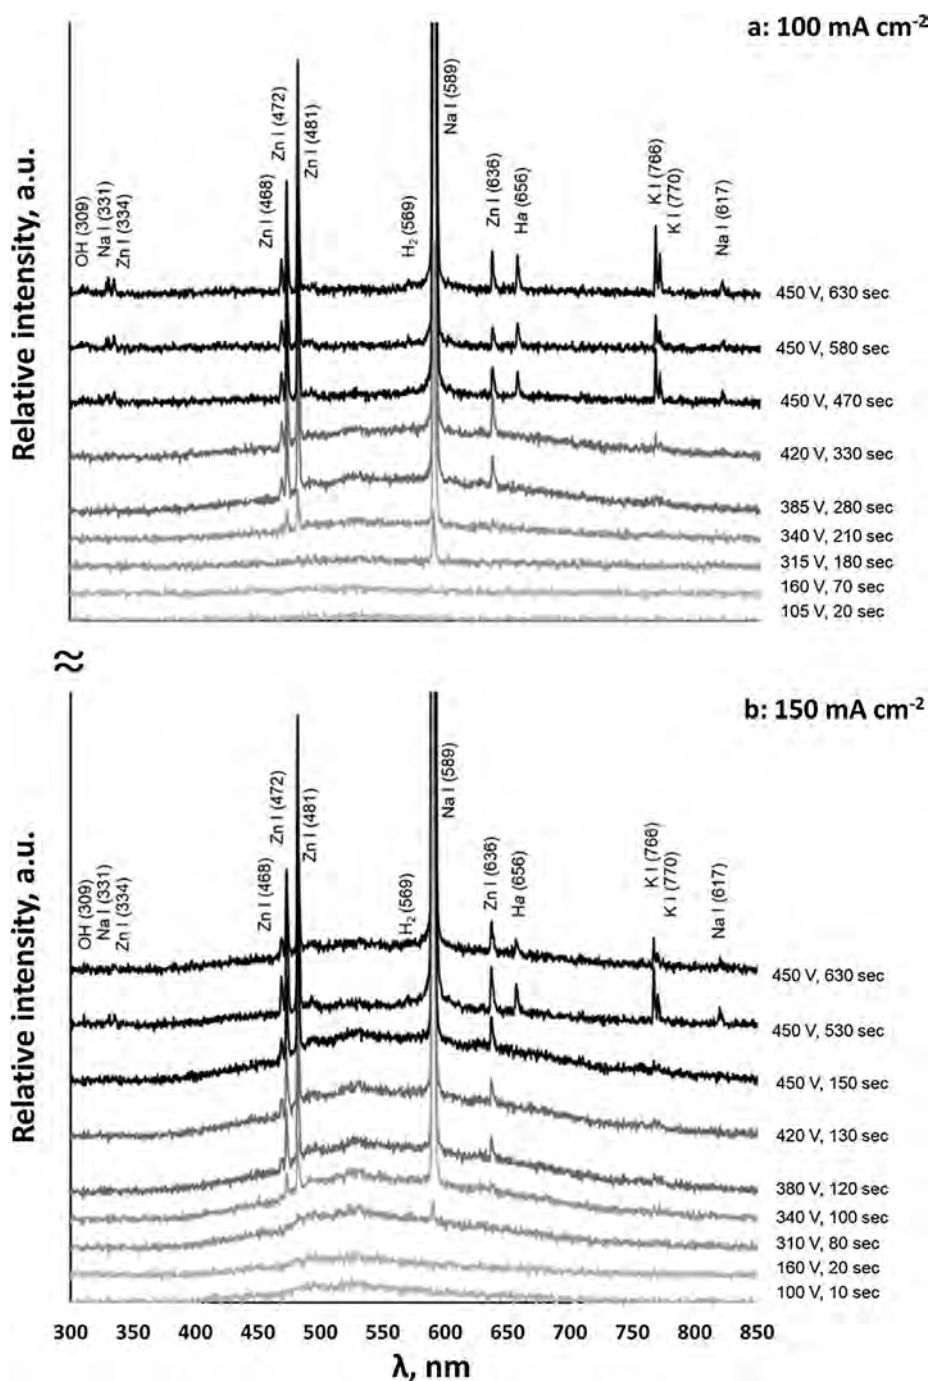 a: 100 mA cm-2
Relative intensity, a.u.
OH (309)
Na I (331)
Zn I (334)
Zn I (468)
Zn I (472)
Zn I (481)
H2 (569)
Na I (589)
Zn I (636)
Hα (656)
K I (766)
K I (770)
Na I (617)
450 V, 630 sec
450 V, 580 sec
450 V, 470 sec
420 V, 330 sec
385 V, 280 sec
340 V, 210 sec
315 V, 180 sec
160 V, 70 sec
105 V, 20 sec
b: 150 mA cm-2
Relative intensity, a.u.
OH (309)
Na I (331)
Zn I (334)
Zn I (468)
Zn I (472)
Zn I (481)
H2 (569)
Na I (589)
Zn I (636)
Hα (656)
K I (766)
K I (770)
Na I (617)
450 V, 630 sec
450 V, 530 sec
450 V, 150 sec
420 V, 130 sec
380 V, 120 sec
340 V, 100 sec
310 V, 80 sec
160 V, 20 sec
100 V, 10 sec
300 350 400 450 500 550 600 650 700 750 800 850
λ, nm